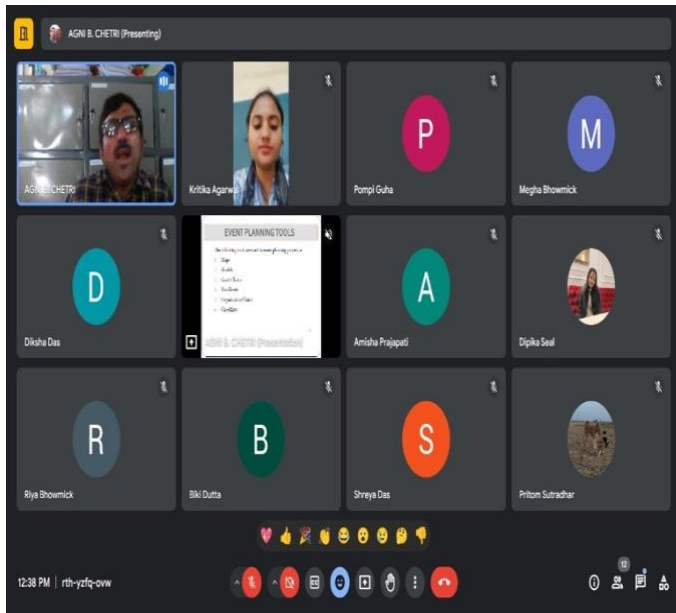 AGNI B. CHETRI (Presenting)
AGNI B. CHETRI
Kritika Agarwal
P
Pompi Guha
M
Megha Bhowmick
D
Diksha Das
EVENT PLANNING TOOLS
AGNI B. CHETRI (Presentation)
A
Amisha Prajapati
Dipika Seal
R
Riya Bhowmick
B
Biki Dutta
S
Shreya Das
Pritom Sutradhar
12:38 PM | rth-yzfq-ovw
12